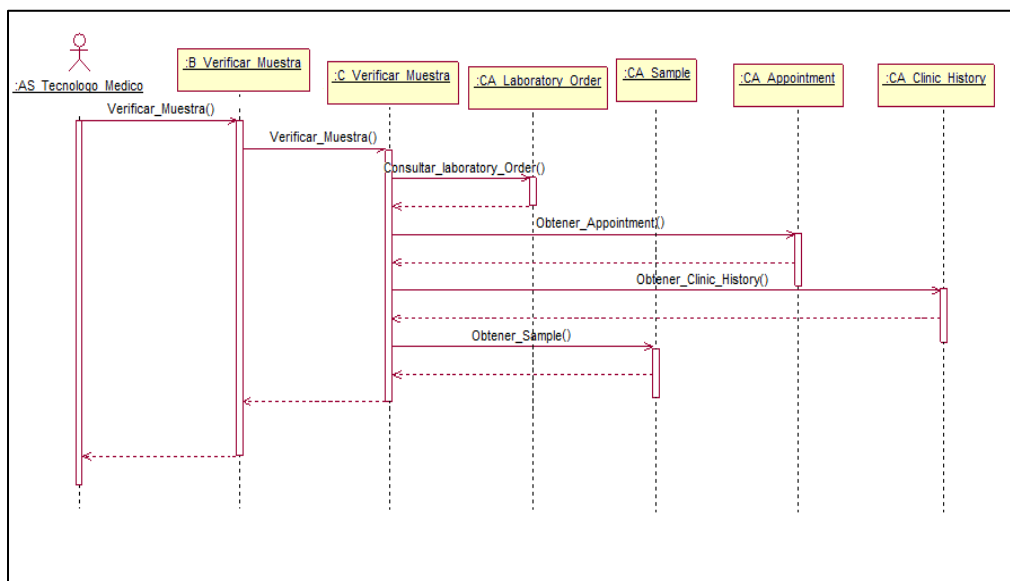 :AS_Tecnologo_Medico
:B_Verificar_Muestra
:C_Verificar_Muestra
:CA_Laboratory_Order
:CA_Sample
:CA_Appointment
:CA_Clinic_History
Verificar_Muestra()
Verificar_Muestra()
Consultar_laboratory_Order()
Obtener_Appointment()
Obtener_Clinic_History()
Obtener_Sample()